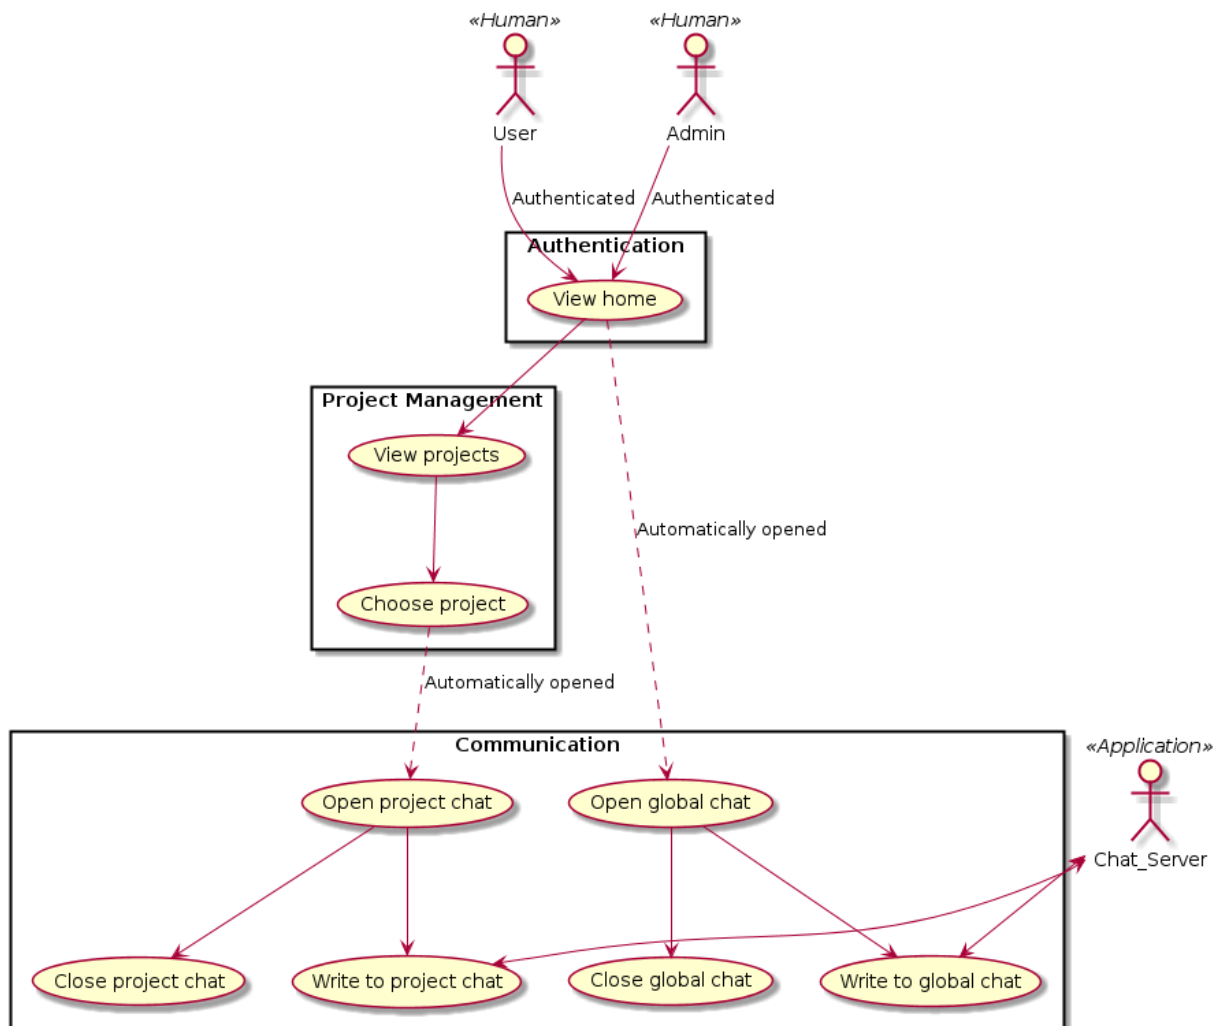 «Human»
«Human»
User
Admin
Authenticated
Authenticated
Authentication
View home
Project Management
View projects
Automatically opened
Choose project
Automatically opened
Communication
«Application»
Open project chat
Open global chat
Chat_Server
Close project chat
Write to project chat
Close global chat
Write to global chat